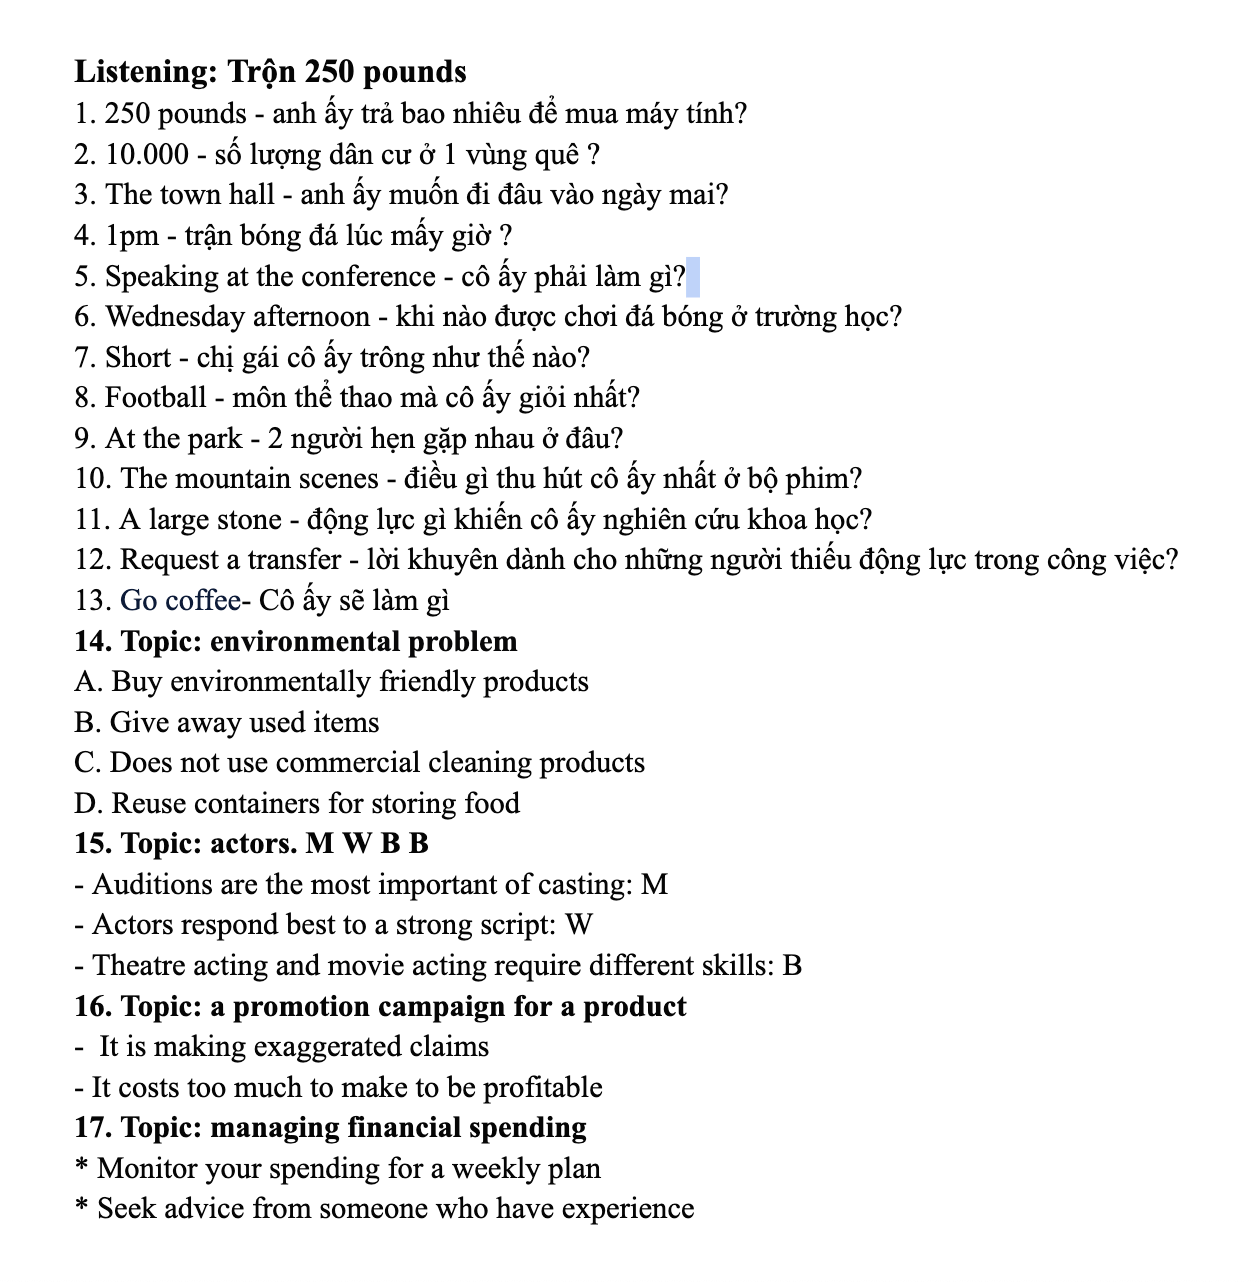 Listening: Trộn 250 pounds
1. 250 pounds - anh ấy trả bao nhiêu để mua máy tính?
2. 10.000 - số lượng dân cư ở 1 vùng quê ?
3. The town hall - anh ấy muốn đi đâu vào ngày mai?
4. 1pm - trận bóng đá lúc mấy giờ ?
5. Speaking at the conference - cô ấy phải làm gì?
6. Wednesday afternoon - khi nào được chơi đá bóng ở trường học?
7. Short - chị gái cô ấy trông như thế nào?
8. Football - môn thể thao mà cô ấy giỏi nhất?
9. At the park - 2 người hẹn gặp nhau ở đâu?
10. The mountain scenes - điều gì thu hút cô ấy nhất ở bộ phim?
11. A large stone - động lực gì khiến cô ấy nghiên cứu khoa học?
12. Request a transfer - lời khuyên dành cho những người thiếu động lực trong công việc?
13. Go coffee- Cô ấy sẽ làm gì
14. Topic: environmental problem
A. Buy environmentally friendly products
B. Give away used items
C. Does not use commercial cleaning products
D. Reuse containers for storing food
15. Topic: actors. M W B B
- Auditions are the most important of casting: M
- Actors respond best to a strong script: W
- Theatre acting and movie acting require different skills: B
16. Topic: a promotion campaign for a product
- It is making exaggerated claims
- It costs too much to make to be profitable
17. Topic: managing financial spending
* Monitor your spending for a weekly plan
* Seek advice from someone who have experience